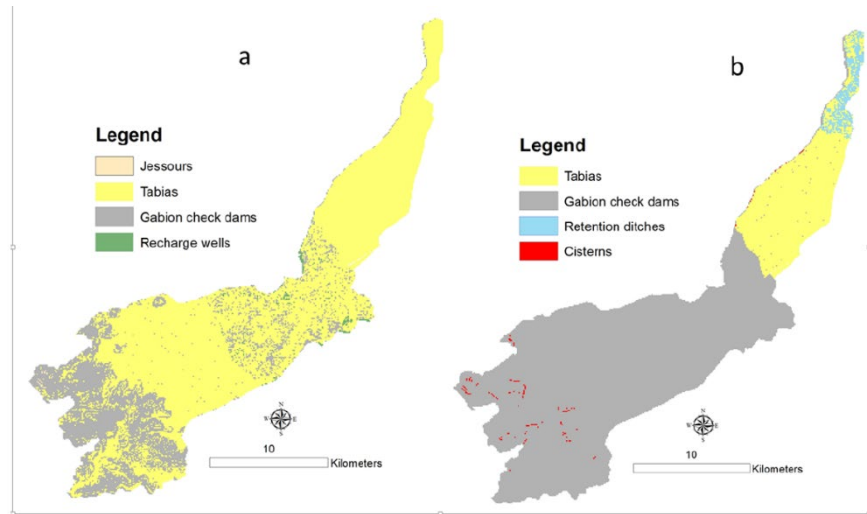 a
Legend
Jessours
Tabias
Gabion check dams
Recharge wells
N
W E
S
10
Kilometers
b
Legend
Tabias
Gabion check dams
Retention ditches
Cisterns
N
W E
S
10
Kilometers